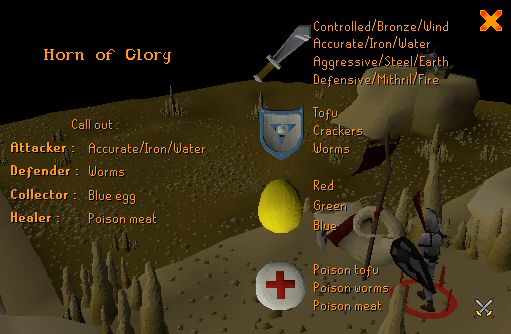 Horn of Glory
Call out :
Attacker : Accurate/Iron/Water
Defender : Worms
Collector : Blue egg
Healer : Poison meat
Controlled/Bronze/Wind
Accurate/Iron/Water
Aggressive/Steel/Earth
Defensive/Mithril/Fire
Tofu
Crackers
Worms
Red
Green
Blue
Poison tofu
Poison worms
Poison meat